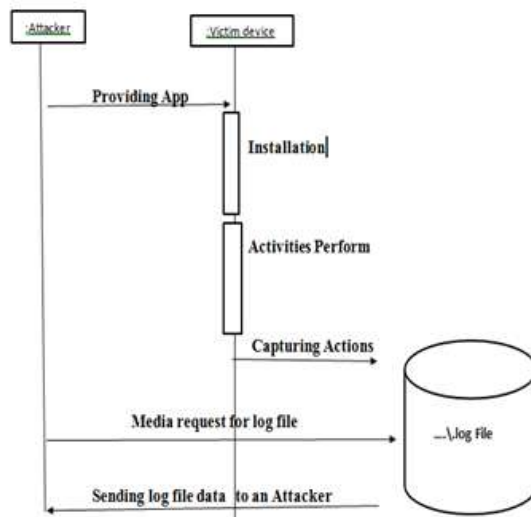 :Attacker
:Victim device
Providing App
Installation
Activities Perform
Capturing Actions
Media request for log file
....\.log File
Sending log file data to an Attacker